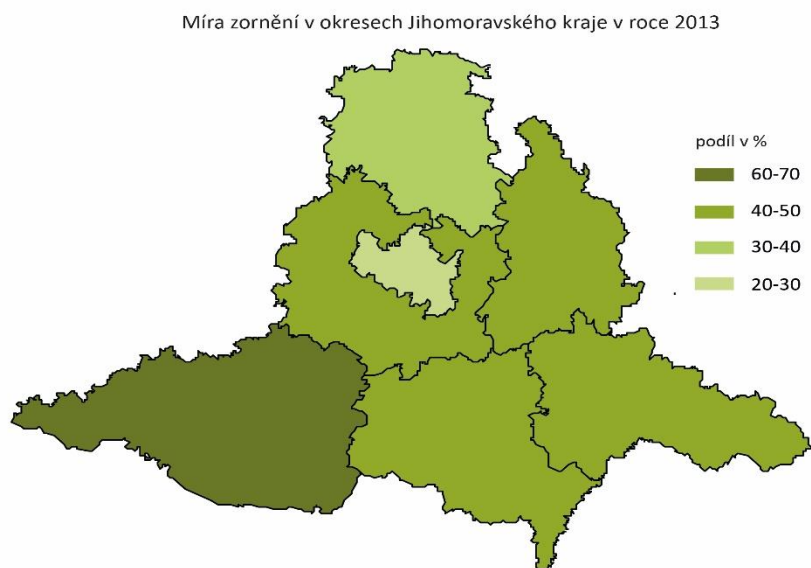 Míra zornění v okresech Jihomoravského kraje v roce 2013
podíl v %
60-70
40-50
30-40
20-30